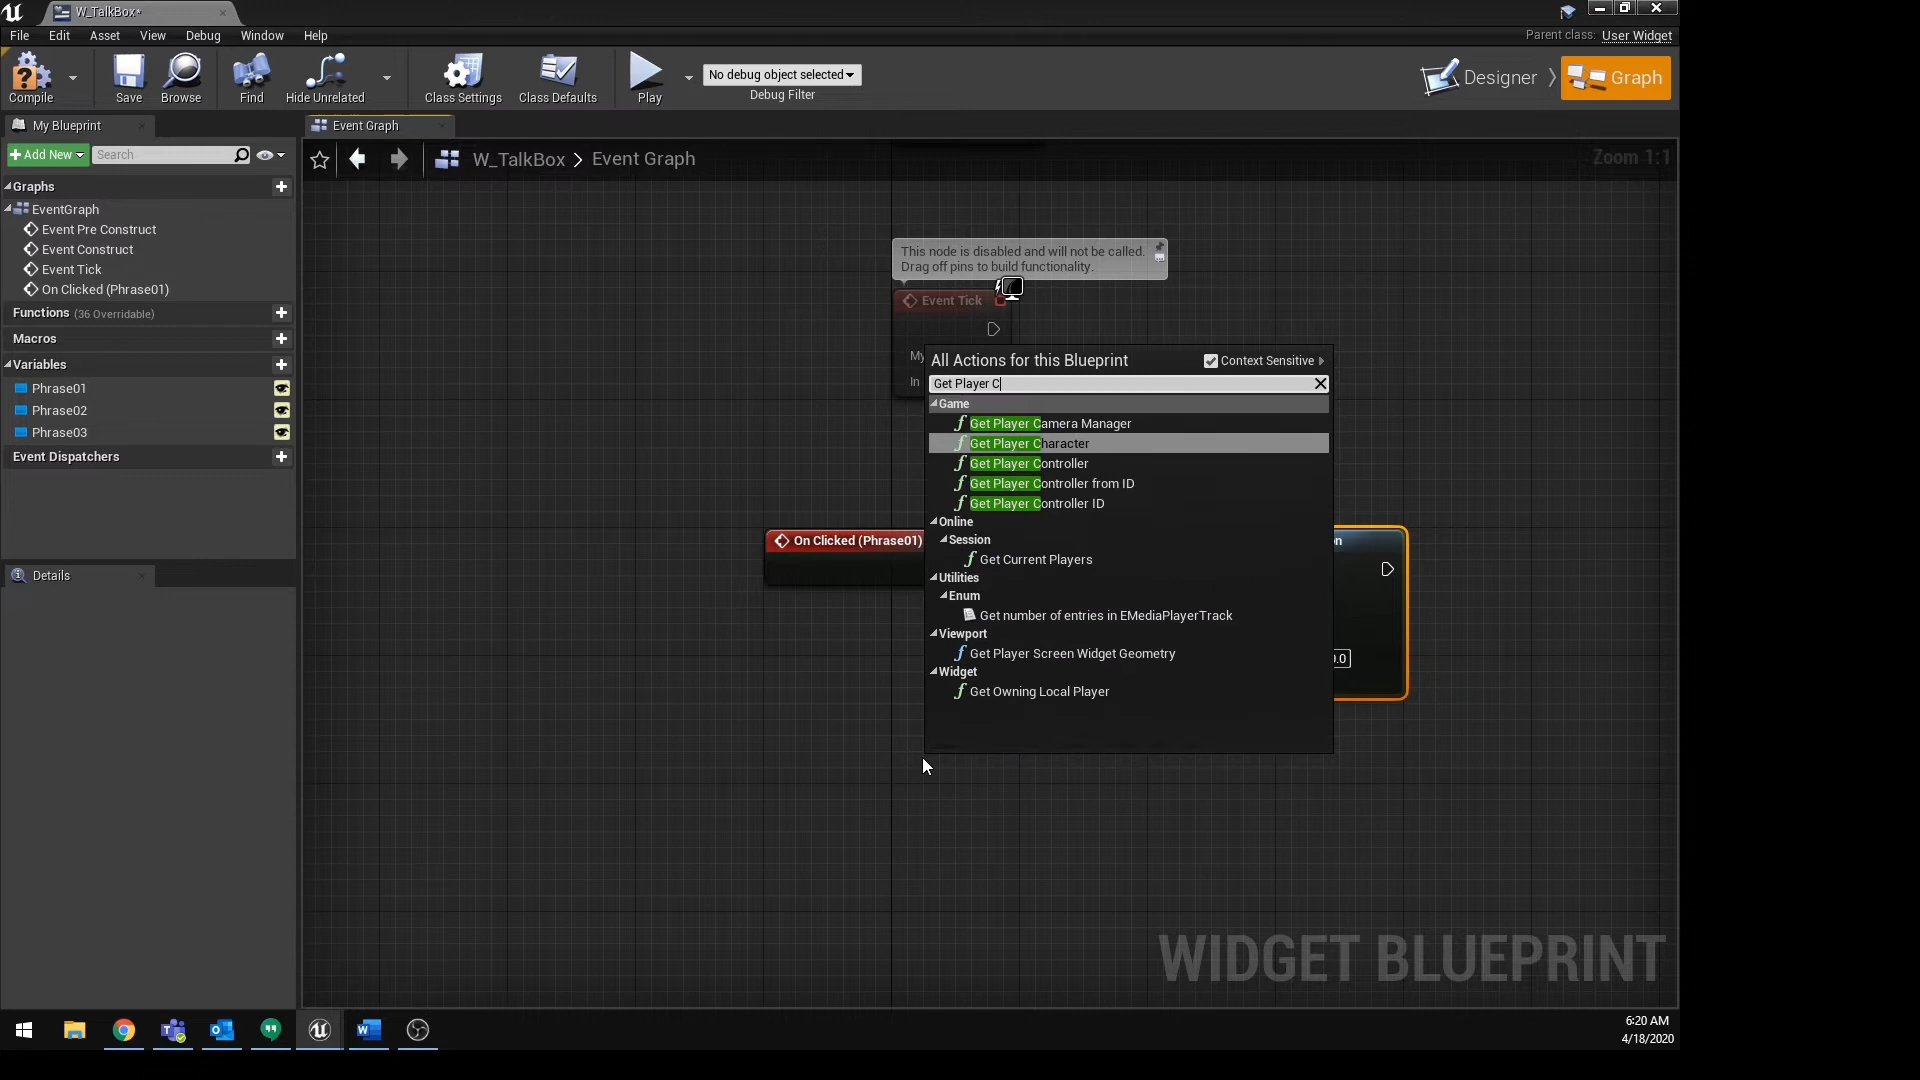 W_TalkBox*
File Edit Asset View Debug Window Help
Parent class: User Widget
Compile Save Browse Find Hide Unrelated Class Settings Class Defaults Play
No debug object selected
Debug Filter
Designer Graph
My Blueprint
Event Graph
+Add New Search
W_TalkBox > Event Graph
Zoom 1:1
Graphs
EventGraph
Event Pre Construct
Event Construct
Event Tick
On Clicked (Phrase01)
Functions (36 Overridable)
Macros
Variables
Phrase01
Phrase02
Phrase03
Event Dispatchers
Details
This node is disabled and will not be called.
Drag off pins to build functionality.
Event Tick
My
In
On Clicked (Phrase01)
All Actions for this Blueprint Context Sensitive
Get Player C
Game
Get Player Camera Manager
Get Player Character
Get Player Controller
Get Player Controller from ID
Get Player Controller ID
Online
Session
Get Current Players
Utilities
Enum
Get number of entries in EMediaPlayerTrack
Viewport
Get Player Screen Widget Geometry
Widget
Get Owning Local Player
WIDGET BLUEPRINT
6:20 AM
4/18/2020